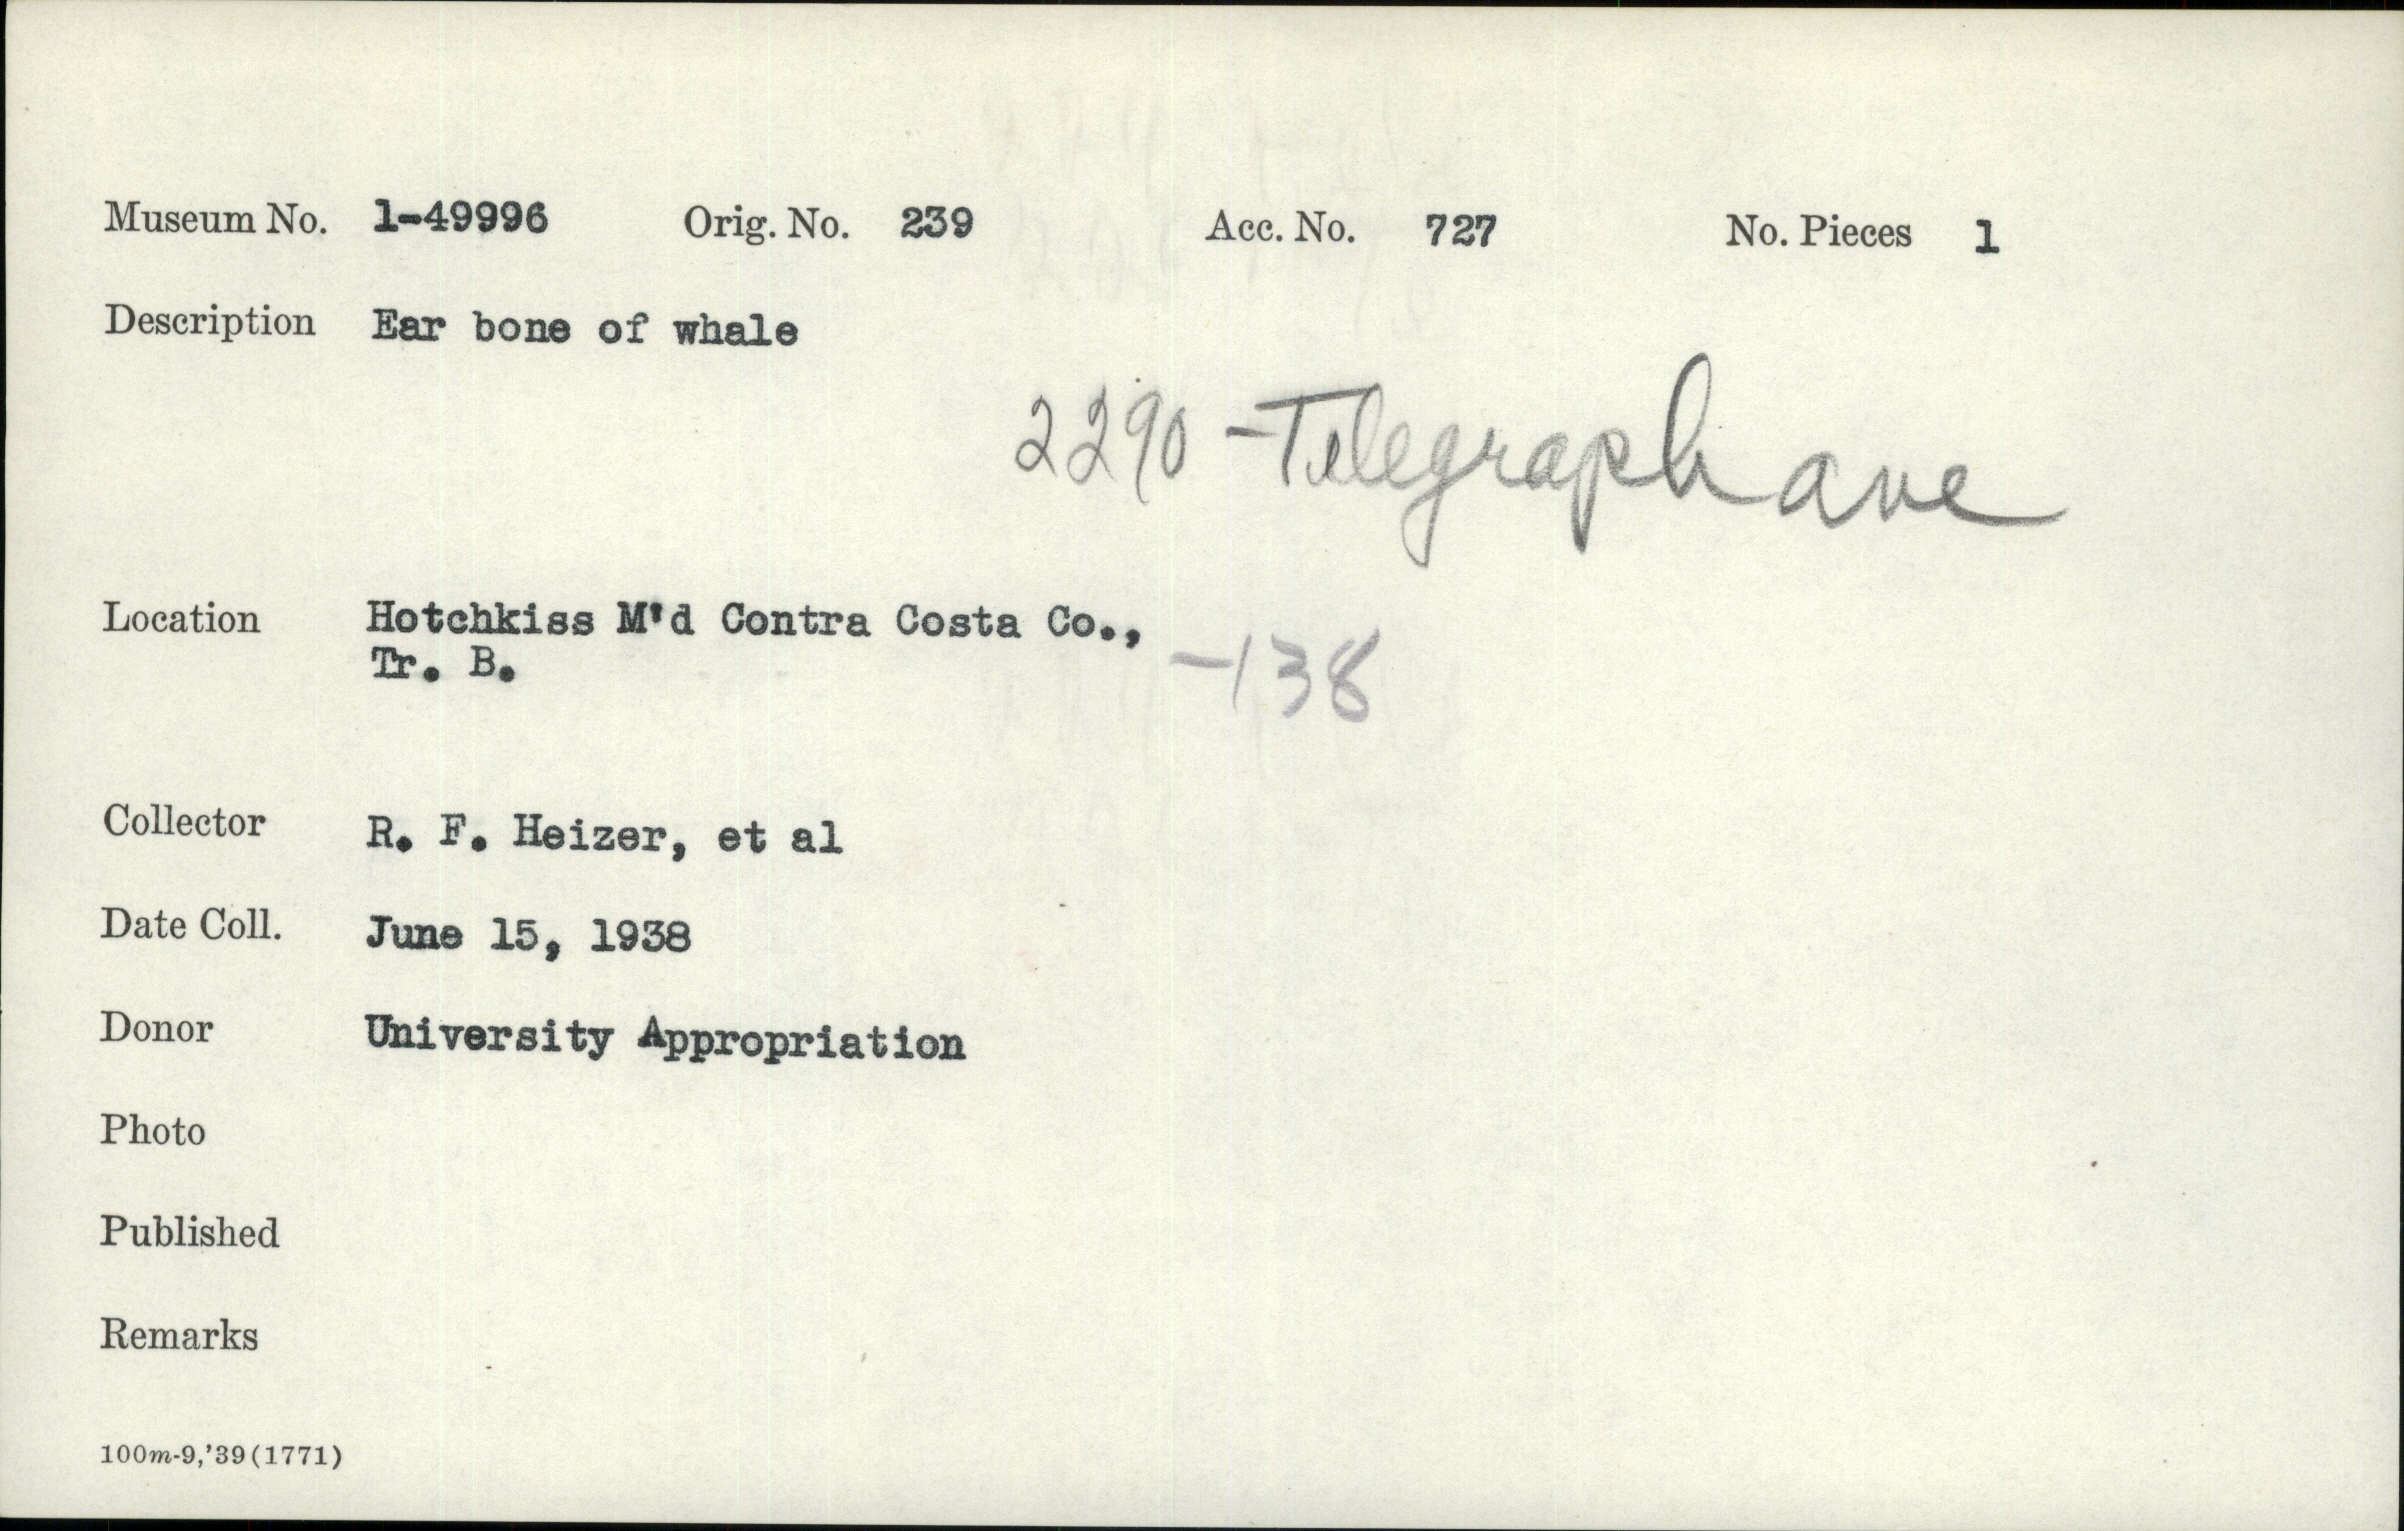 Museum No. 1-49996 Orig. No. 239 Acc. No. 727 No. Pieces 1
Description Ear bone of whale
2290 - Telegraph ave
Location Hotchkiss M'd Contra Costa Co.,
Tr. B.
-138
Collector R. F. Heizer, et al
Date Coll. June 15, 1938
Donor University Appropriation
Photo
Published
Remarks
100m-9,'39(1771)